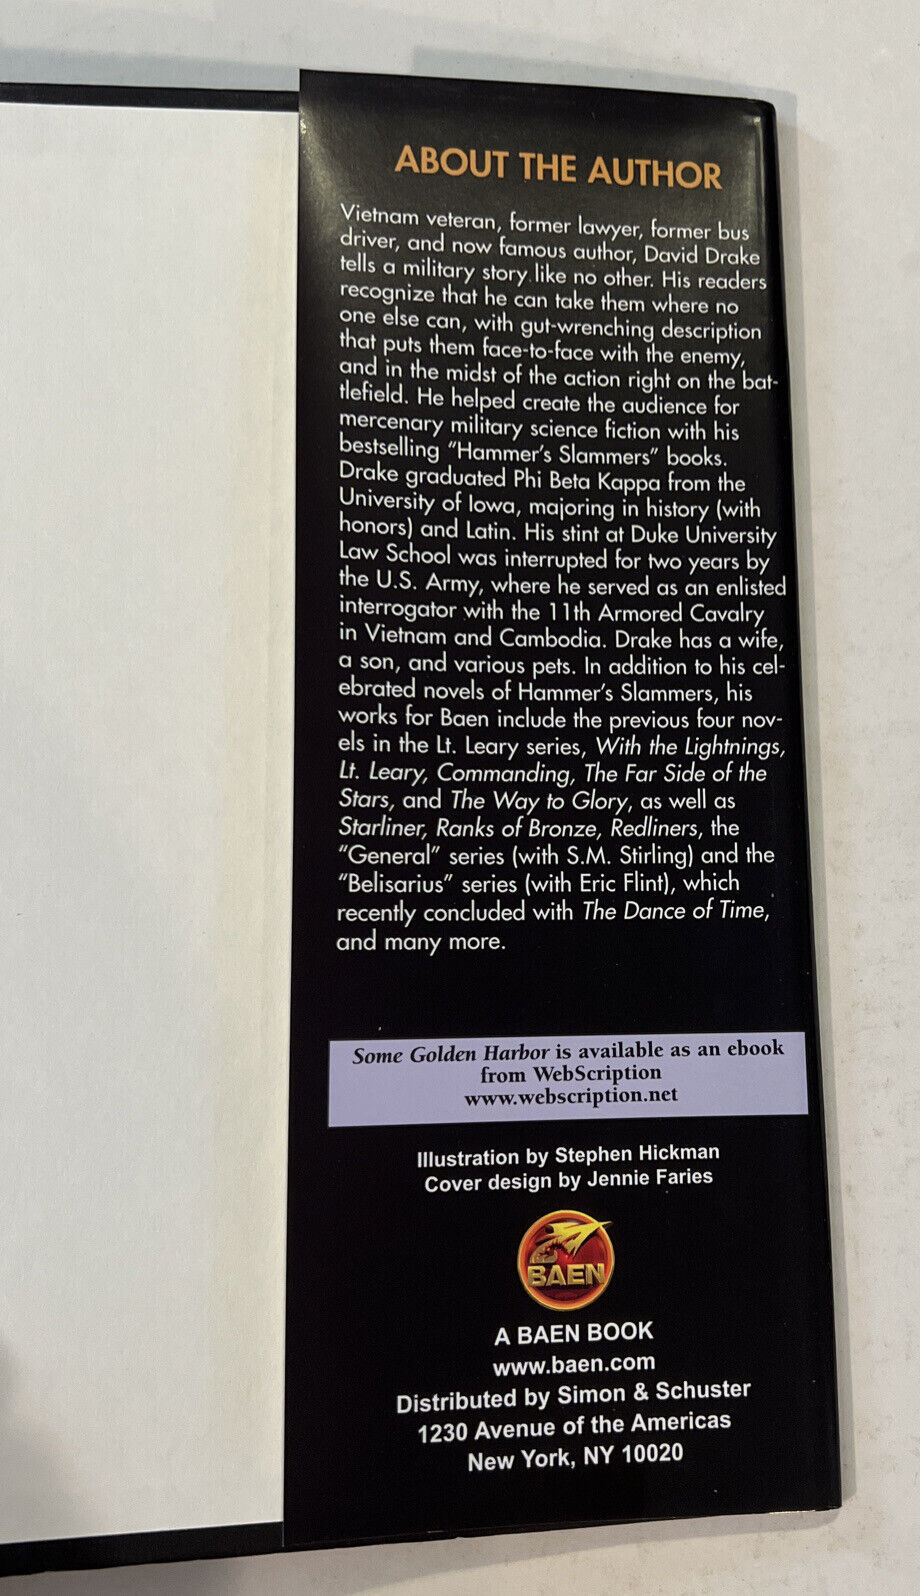 ABOUT THE AUTHOR
Vietnam veteran, former lawyer, former bus
driver, and now famous author, David Drake
tells a military story like no other. His readers
recognize that he can take them where no
one else can, with gut-wrenching description
that puts them face-to-face with the enemy,
and in the midst of the action right on the bat-
tlefield. He helped create the audience for
mercenary military science fiction with his
bestselling "Hammer's Slammers" books.
Drake graduated Phi Beta Kappa from the
University of Iowa, majoring in history (with
honors) and Latin. His stint at Duke University
Law School was interrupted for two years by
the U.S. Army, where he served as an enlisted
interrogator with the 11th Armored Cavalry
in Vietnam and Cambodia. Drake has a wife,
a son, and various pets. In addition to his cel-
ebrated novels of Hammer's Slammers, his
works for Baen include the previous four nov-
els in the Lt. Leary series, With the Lightnings,
Lt. Leary, Commanding, The Far Side of the
Stars, and The Way to Glory, as well as
Starliner, Ranks of Bronze, Redliners, the
"General" series (with S.M. Stirling) and the
"Belisarius" series (with Eric Flint), which
recently concluded with The Dance of Time,
and many more.
Some Golden Harbor is available as an ebook
from WebScription
www.webscription.net
Illustration by Stephen Hickman
Cover design by Jennie Faries
BAEN
A BAEN BOOK
www.baen.com
Distributed by Simon & Schuster
1230 Avenue of the Americas
New York, NY 10020